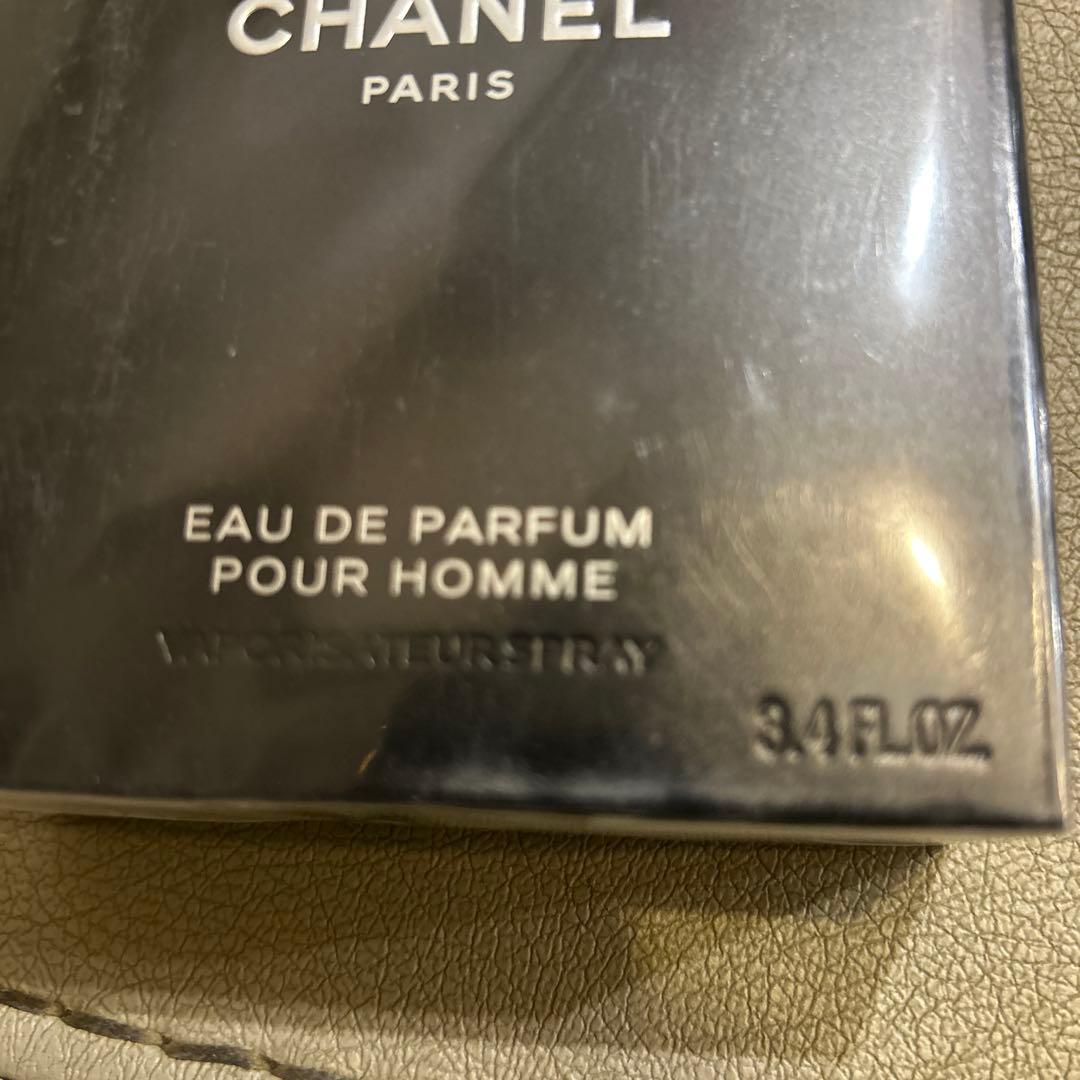 CHANEL
PARIS
EAU DE PARFUM
POUR HOMME
VAPORISATEUR SPRAY
3.4 FL.OZ.